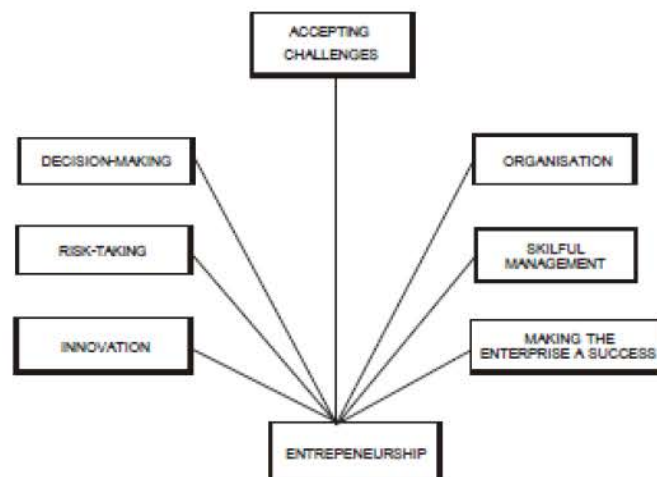 ACCEPTING
CHALLENGES
DECISION-MAKING
ORGANISATION
RISK-TAKING
SKILFUL
MANAGEMENT
INNOVATION
MAKING THE
ENTERPRISE A SUCCESS
ENTREPENEURSHIP